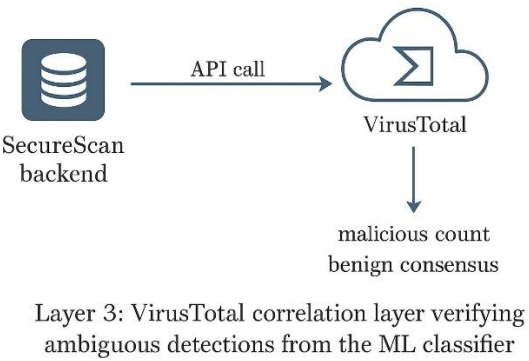 API call
SecureScan
backend
VirusTotal
malicious count
benign consensus
Layer 3: VirusTotal correlation layer verifying
ambiguous detections from the ML classifier